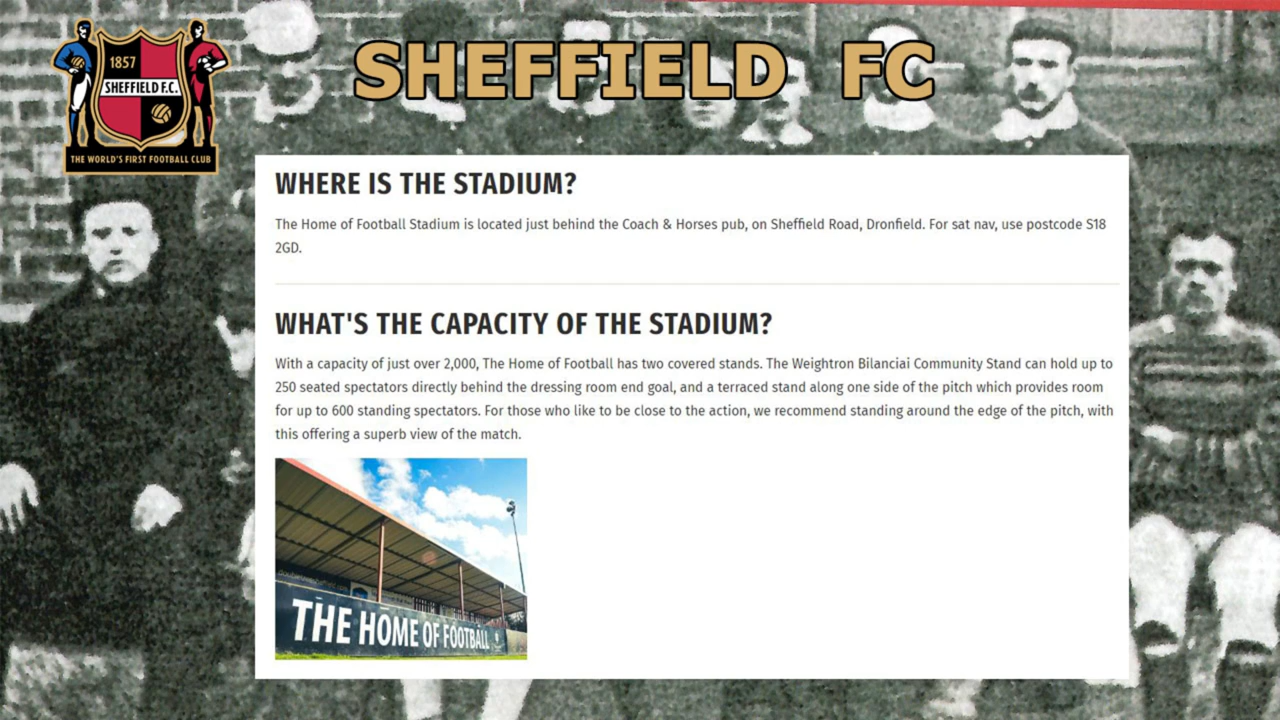 1857
SHEFFIELD F.C.
THE WORLD'S FIRST FOOTBALL CLUB
SHEFFIELD FC
WHERE IS THE STADIUM?
The Home of Football Stadium is located just behind the Coach & Horses pub, on Sheffield Road, Dronfield. For sat nav, use postcode S18
2GD.
WHAT'S THE CAPACITY OF THE STADIUM?
With a capacity of just over 2,000, The Home of Football has two covered stands. The Weightron Bilanciai Community Stand can hold up to
250 seated spectators directly behind the dressing room end goal, and a terraced stand along one side of the pitch which provides room
for up to 600 standing spectators. For those who like to be close to the action, we recommend standing around the edge of the pitch, with
this offering a superb view of the match.
THE HOME OF FOOTBALL